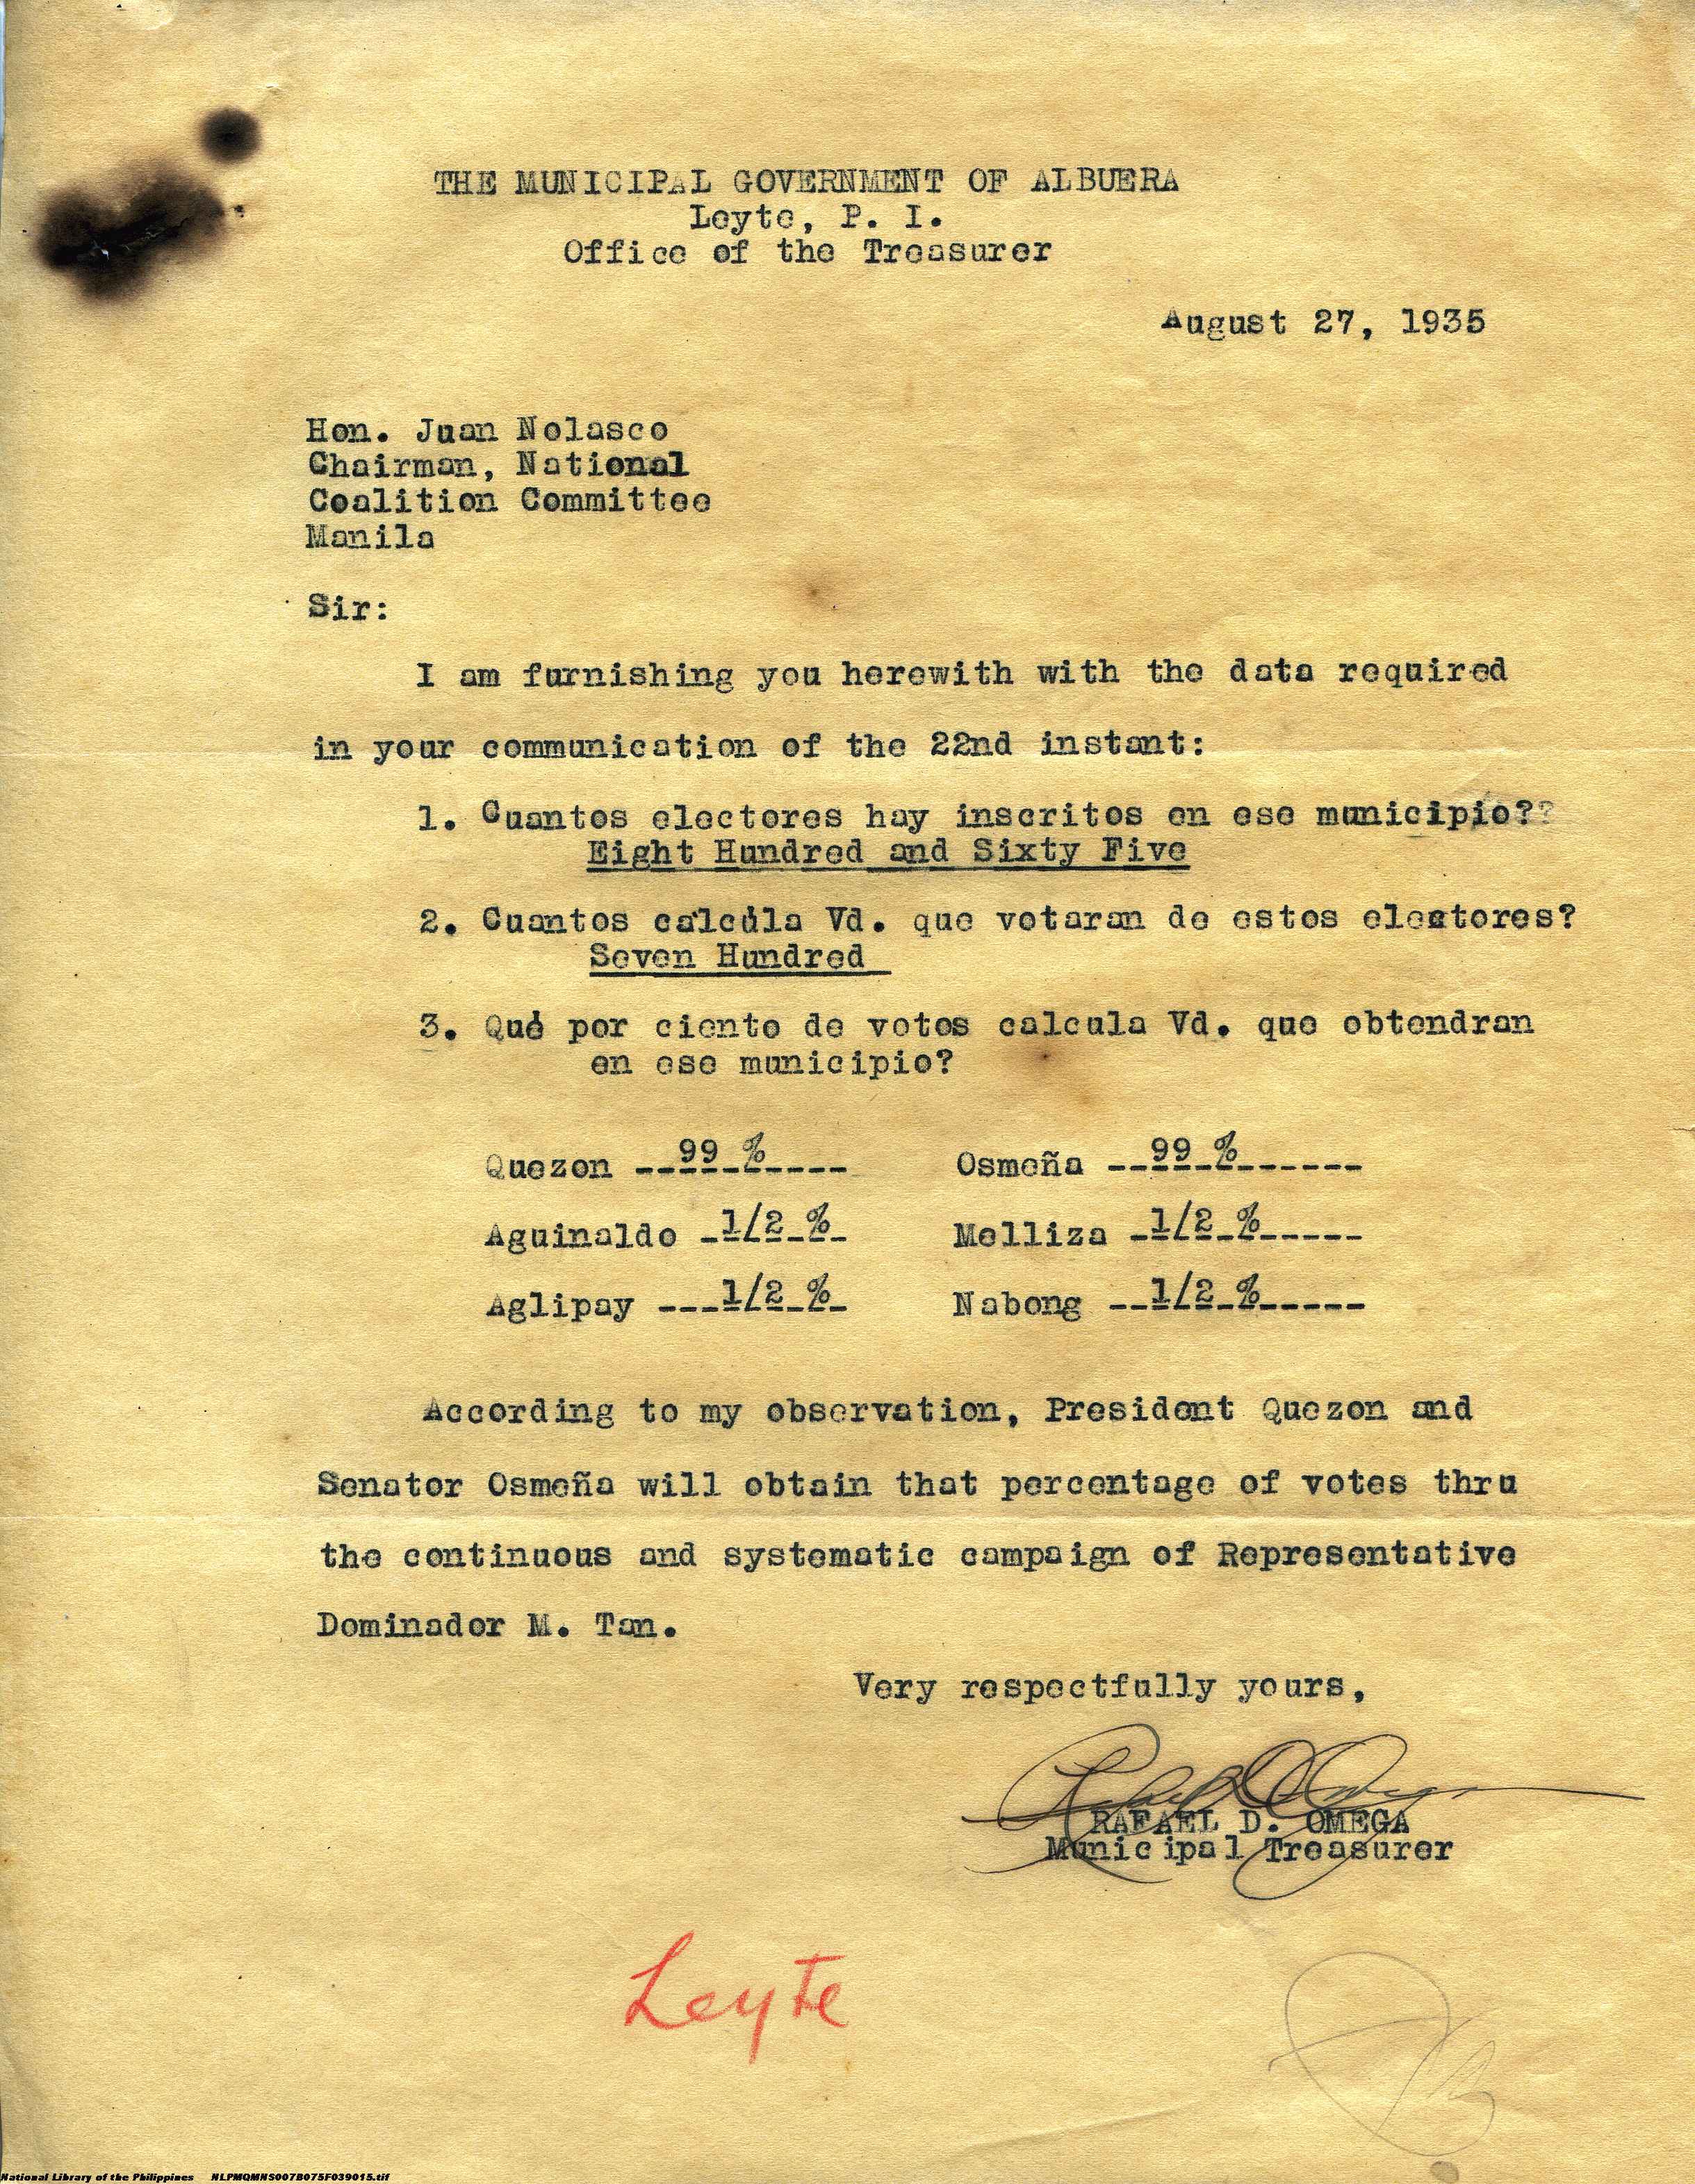 THE MUNICIPAL GOVERNMENT OF ALBUERA
Leyte, P. I.
Office of the Treasurer
August 27, 1935
Hon. Juan Nolasco
Chairman, National
Coalition Committee
Manila
Sir:
I am furnishing you herewith with the data required
in your communication of the 22nd instant:
1. Cuantos electores hay inscritos en ese municipio??
Eight Hundred and Sixty Five
2. Cuantos calcúla Vd. que votaran de estos electores?
Seven Hundred
3. Qué por ciento de votos calcula Vd. que obtendran
en ese municipio?
Quezon --99 %---- Osmeña --99 %------
Aguinaldo -1/2 %- Melliza -1/2 %-----
Aglipay ---1/2 %- Nabong --1/2 %-----
According to my observation, President Quezon and
Senator Osmeña will obtain that percentage of votes thru
the continuous and systematic campaign of Representative
Dominador M. Tan.
Very respectfully yours,
RAFAEL D. OMEGA
Municipal Treasurer
Leyte
National Library of the Philippines NLPMQMNS007B075F039015.tif